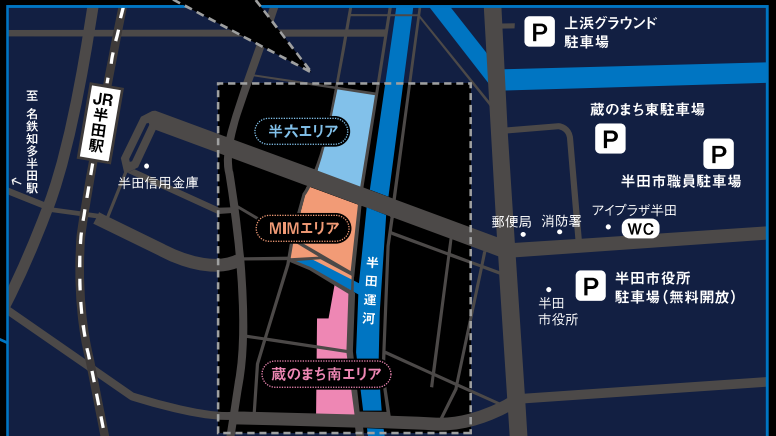 P
上浜グラウンド
駐車場
JR
半田駅
至 名鉄知多半田駅
半六エリア
蔵のまち東駐車場
P
P
半田市職員駐車場
半田信用金庫
MIMエリア
郵便局
消防署
アイプラザ半田
WC
半田運河
P
半田市役所
駐車場(無料開放)
半田
市役所
蔵のまち南エリア